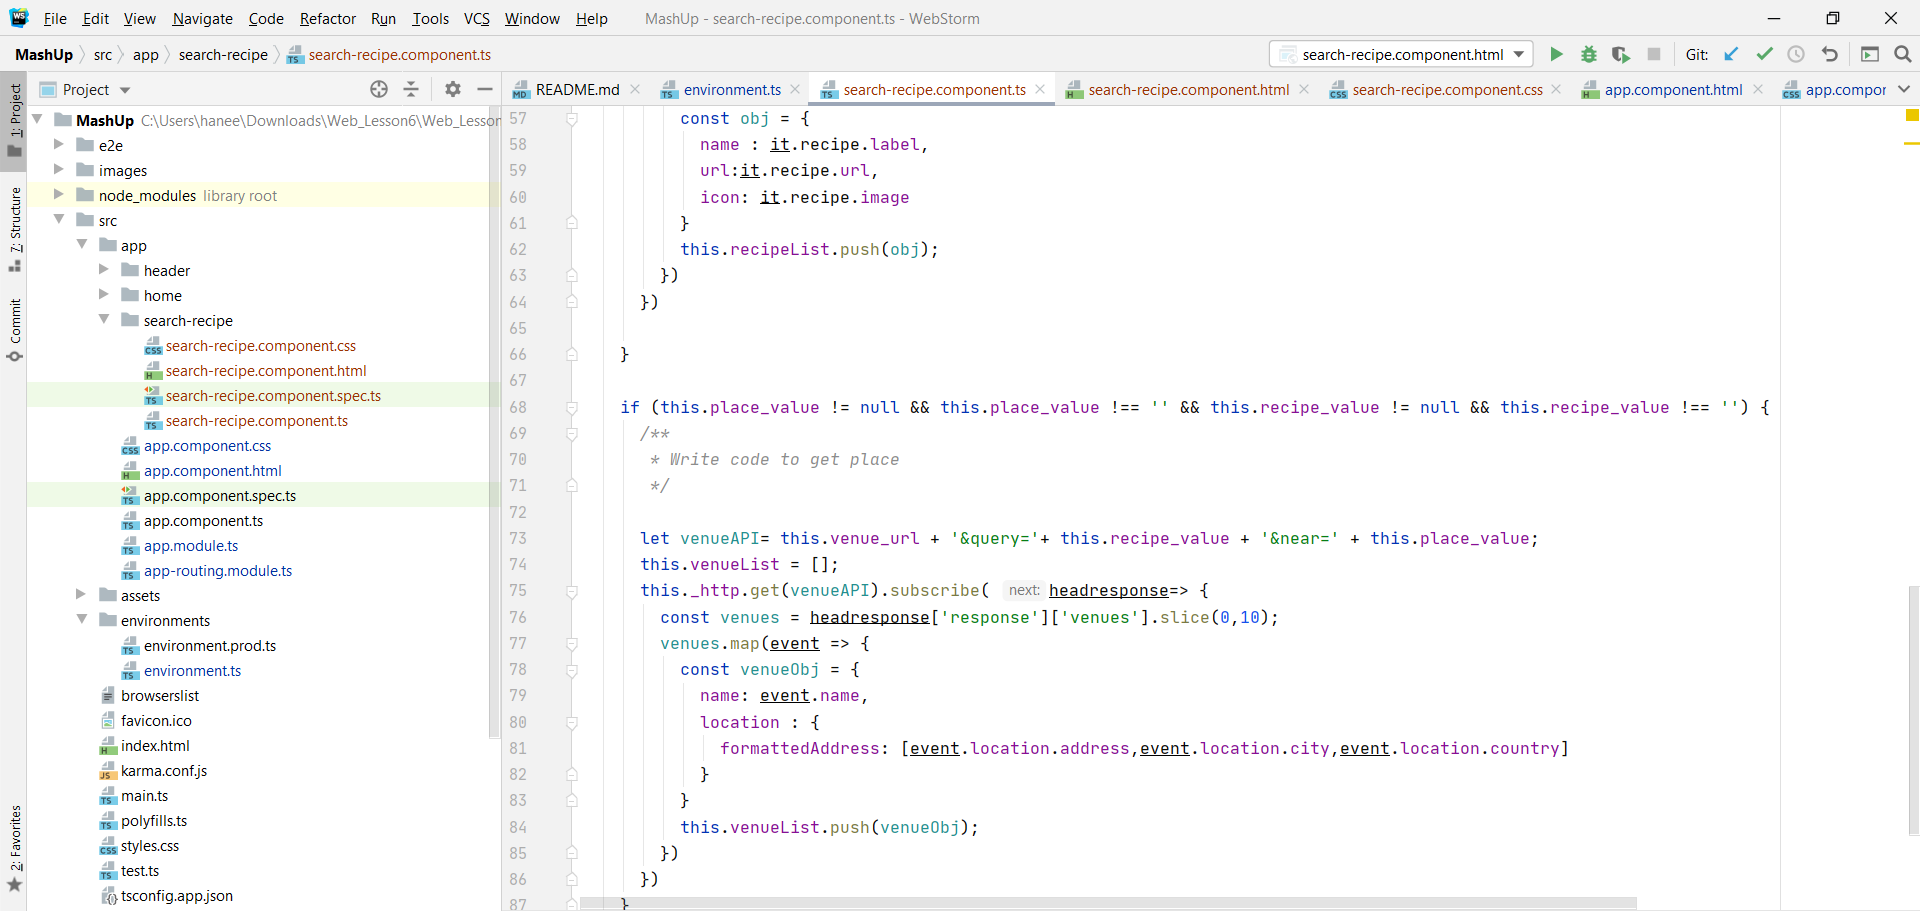 File Edit View Navigate Code Refactor Run Tools VCS Window Help MashUp - search-recipe.component.ts - WebStorm
MashUp src app search-recipe search-recipe.component.ts search-recipe.component.html Git:
Project
README.md environment.ts search-recipe.component.ts search-recipe.component.html search-recipe.component.css app.component.html app.compor
1: Project
7: Structure
Commit
2: Favorites
MashUp C:\Users\hanee\Downloads\Web_Lesson6\Web_Lesson
e2e
images
node_modules library root
src
app
header
home
search-recipe
search-recipe.component.css
search-recipe.component.html
search-recipe.component.spec.ts
search-recipe.component.ts
app.component.css
app.component.html
app.component.spec.ts
app.component.ts
app.module.ts
app-routing.module.ts
assets
environments
environment.prod.ts
environment.ts
browserslist
favicon.ico
index.html
karma.conf.js
main.ts
polyfills.ts
styles.css
test.ts
tsconfig.app.json
57 const obj = {
58 name : it.recipe.label,
59 url:it.recipe.url,
60 icon: it.recipe.image
61 }
62 this.recipeList.push(obj);
63 })
64 })
65
66 }
67
68 if (this.place_value != null && this.place_value !== '' && this.recipe_value != null && this.recipe_value !== '') {
69 /**
70 * Write code to get place
71 */
72
73 let venueAPI= this.venue_url + '&query='+ this.recipe_value + '&near=' + this.place_value;
74 this.venueList = [];
75 this._http.get(venueAPI).subscribe( next: headresponse=> {
76 const venues = headresponse['response']['venues'].slice(0,10);
77 venues.map(event => {
78 const venueObj = {
79 name: event.name,
80 location : {
81 formattedAddress: [event.location.address,event.location.city,event.location.country]
82 }
83 }
84 this.venueList.push(venueObj);
85 })
86 })
87 }